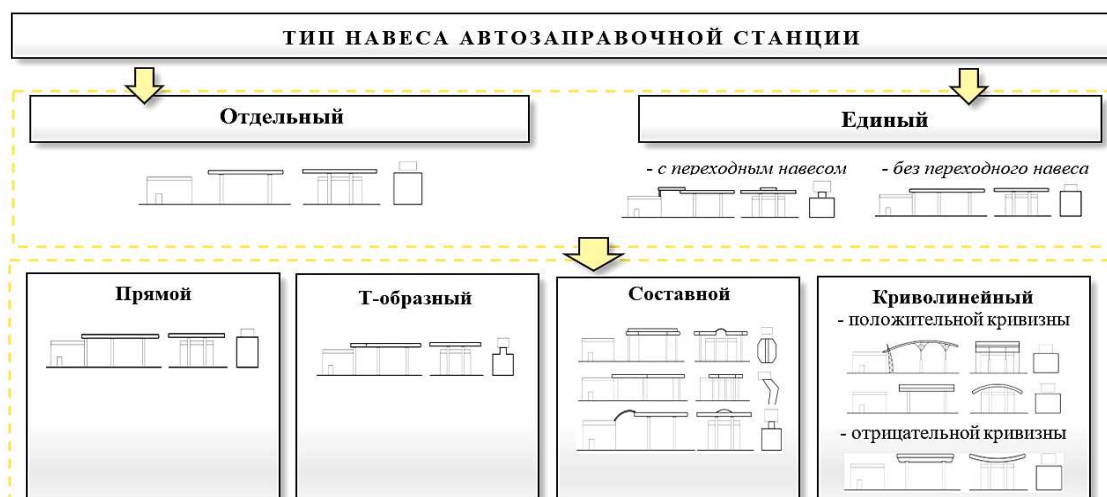 ТИП НАВЕСА АВТОЗАПРАВОЧНОЙ СТАНЦИИ
Отдельный
Единый
- с переходным навесом
- без переходного навеса
Прямой
Т-образный
Составной
Криволинейный
- положительной кривизны
- отрицательной кривизны